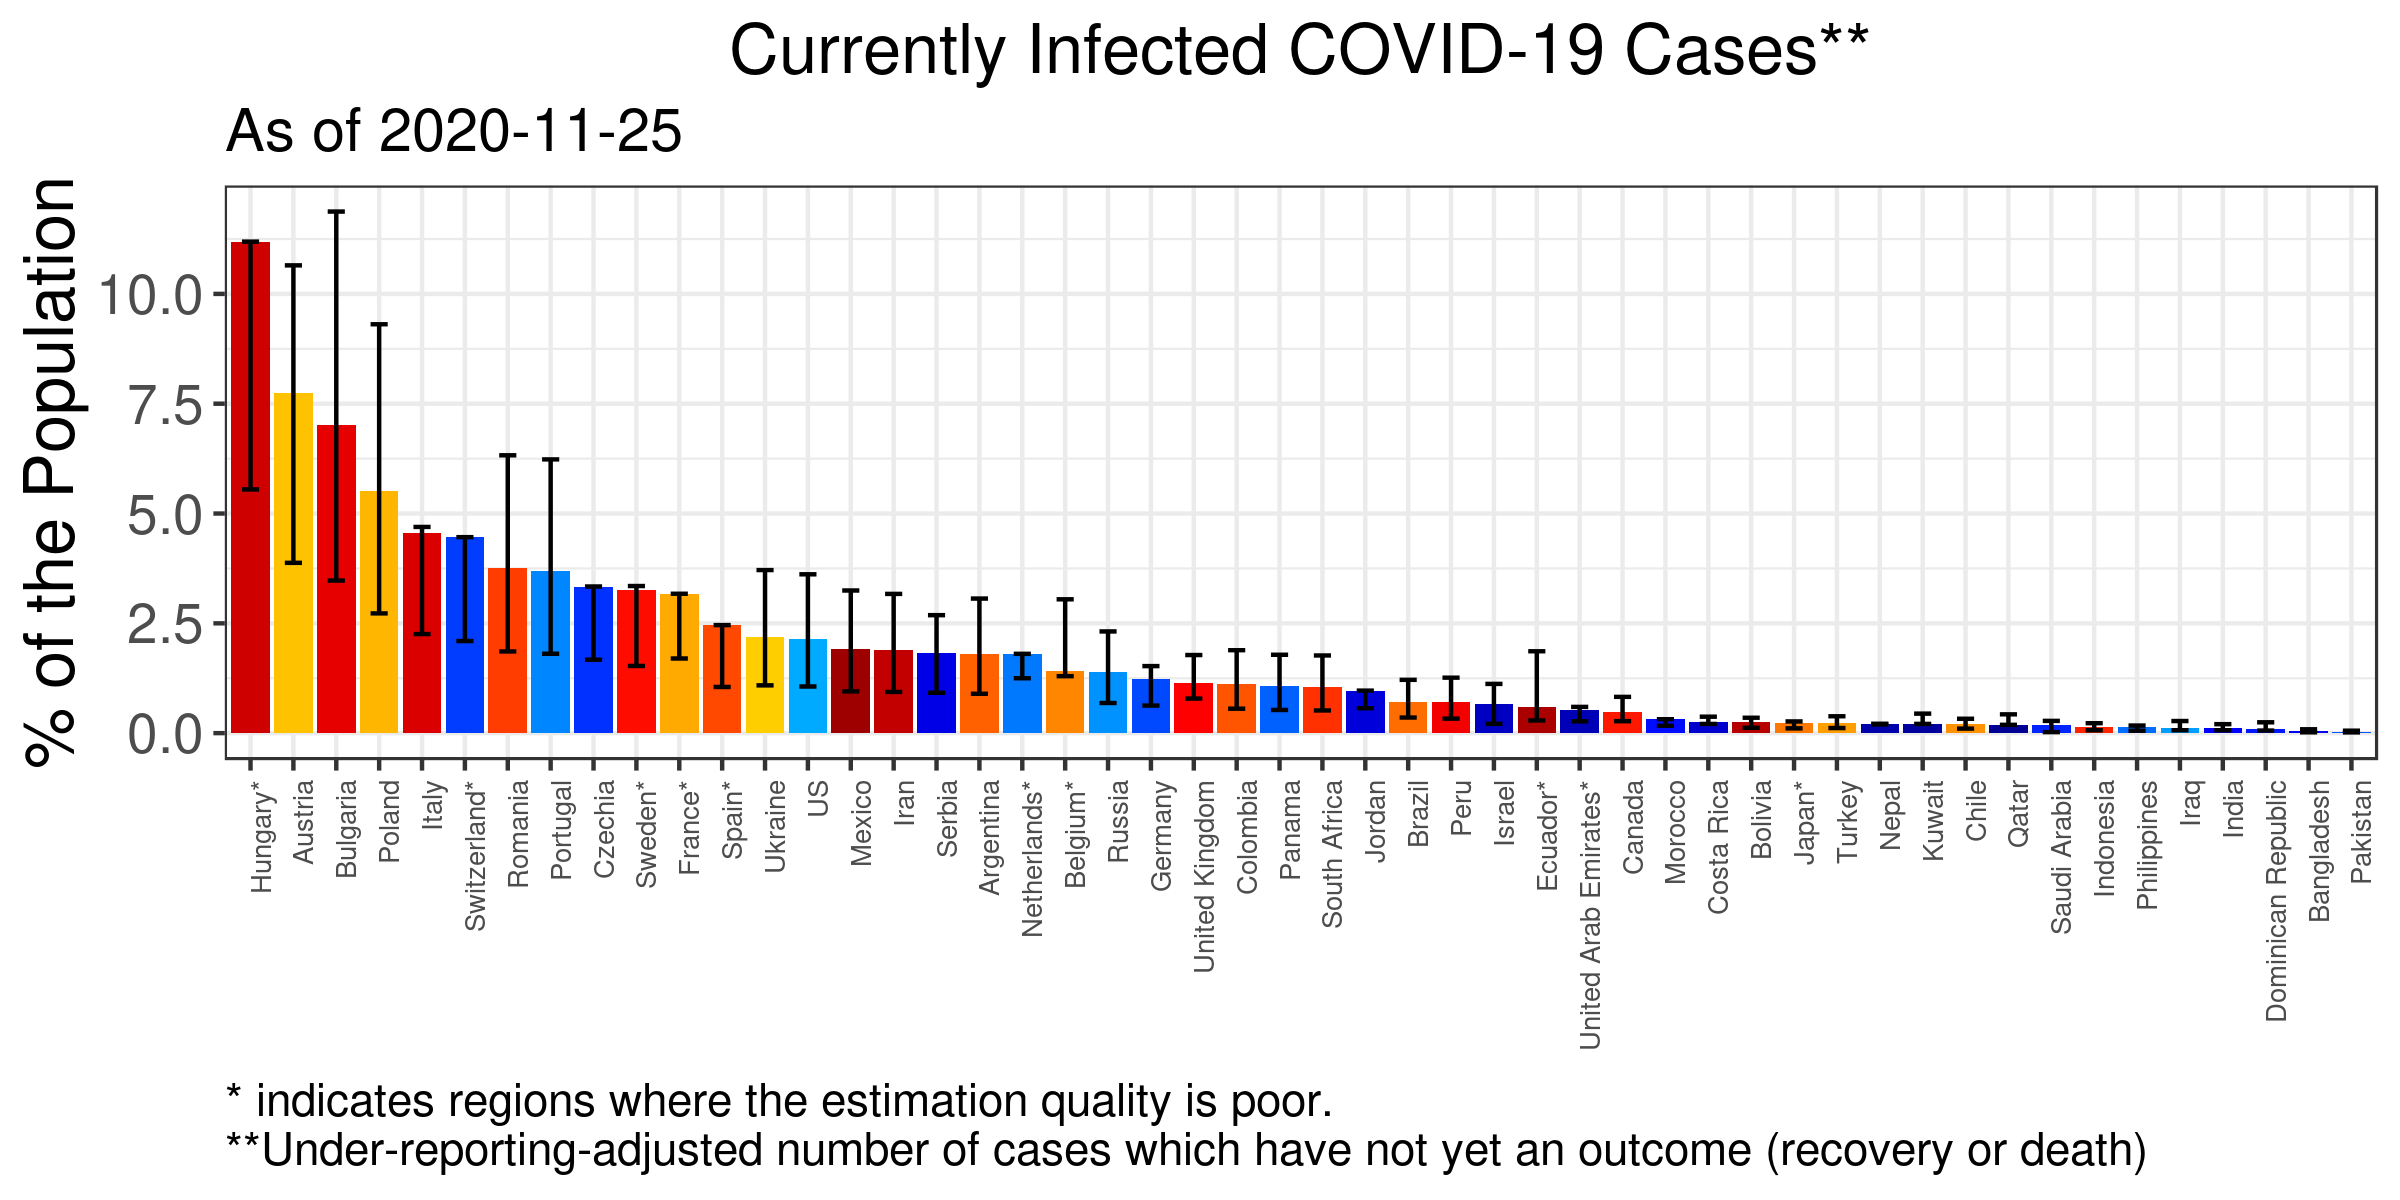 Currently Infected COVID-19 Cases**
As of 2020-11-25
% of the Population
10.0
7.5
5.0
2.5
0.0
Hungary*
Austria
Bulgaria
Poland
Italy
Switzerland*
Romania
Portugal
Czechia
Sweden*
France*
Spain*
Ukraine
US
Mexico
Iran
Serbia
Argentina
Netherlands*
Belgium*
Russia
Germany
United Kingdom
Colombia
Panama
South Africa
Jordan
Brazil
Peru
Israel
Ecuador*
United Arab Emirates*
Canada
Morocco
Costa Rica
Bolivia
Japan*
Turkey
Nepal
Kuwait
Chile
Qatar
Saudi Arabia
Indonesia
Philippines
Iraq
India
Dominican Republic
Bangladesh
Pakistan
* indicates regions where the estimation quality is poor.
**Under-reporting-adjusted number of cases which have not yet an outcome (recovery or death)